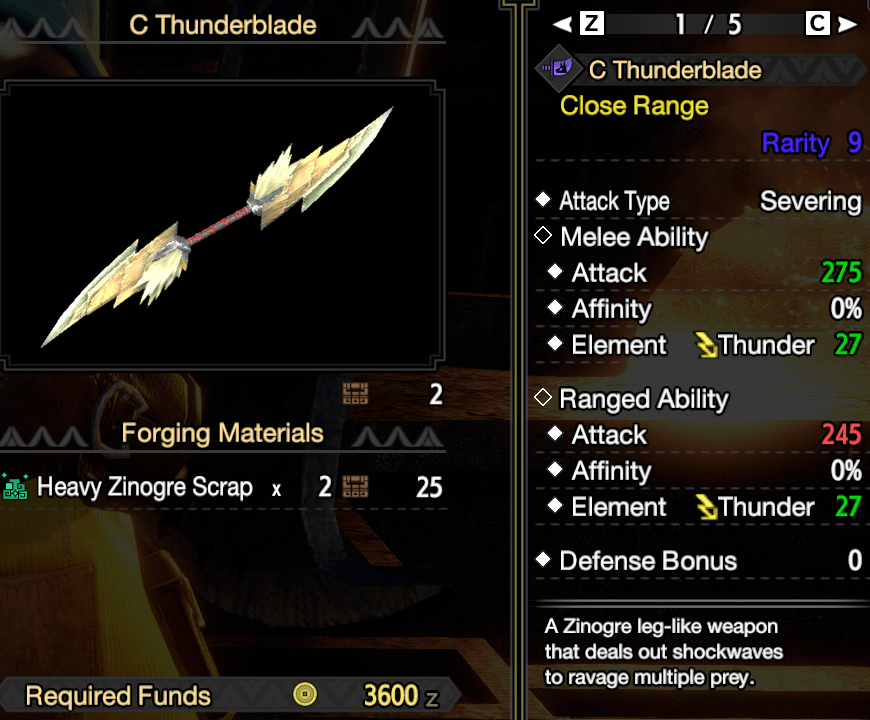 C Thunderblade
2
Forging Materials
Heavy Zinogre Scrap x 2 25
Required Funds 3600 z
Z 1 / 5 C
C Thunderblade
Close Range
Rarity 9
Attack Type Severing
Melee Ability
Attack 275
Affinity 0%
Element Thunder 27
Ranged Ability
Attack 245
Affinity 0%
Element Thunder 27
Defense Bonus 0
A Zinogre leg-like weapon
that deals out shockwaves
to ravage multiple prey.